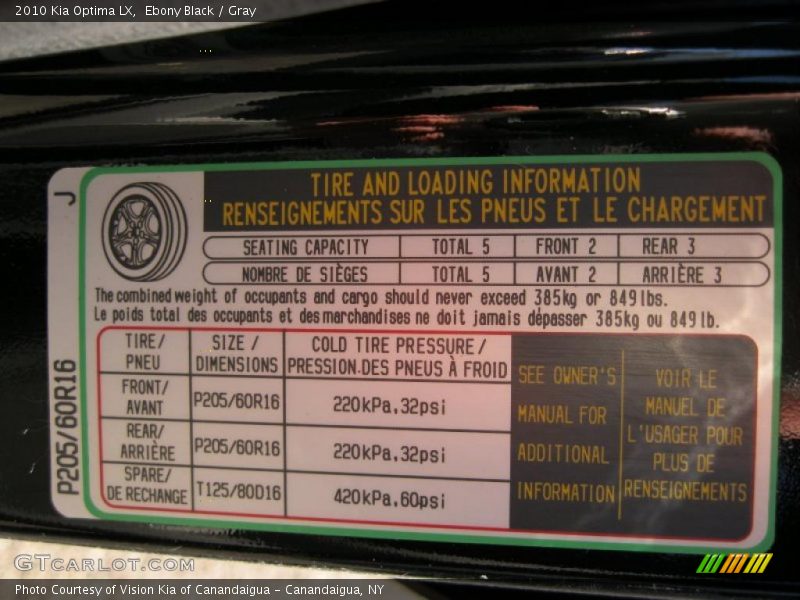 2010 Kia Optima LX,  Ebony Black / Gray
J
TIRE AND LOADING INFORMATION
RENSEIGNEMENTS SUR LES PNEUS ET LE CHARGEMENT
SEATING CAPACITY TOTAL 5 FRONT 2 REAR 3
NOMBRE DE SIÈGES TOTAL 5 AVANT 2 ARRIÈRE 3
The combined weight of occupants and cargo should never exceed 385kg or 849lbs.
Le poids total des occupants et des marchandises ne doit jamais dépasser 385kg ou 849lb.
TIRE/
PNEU
SIZE /
DIMENSIONS
COLD TIRE PRESSURE/
PRESSION.DES PNEUS À FROID
FRONT/
AVANT
P205/60R16
220kPa,32psi
REAR/
ARRIÈRE
P205/60R16
220kPa,32psi
SPARE/
DE RECHANGE
T125/80D16
420kPa,60psi
SEE OWNER'S
MANUAL FOR
ADDITIONAL
INFORMATION
VOIR LE
MANUEL DE
L'USAGER POUR
PLUS DE
RENSEIGNEMENTS
P205/60R16
GTcarlot.com
Photo Courtesy of Vision Kia of Canandaigua – Canandaigua, NY